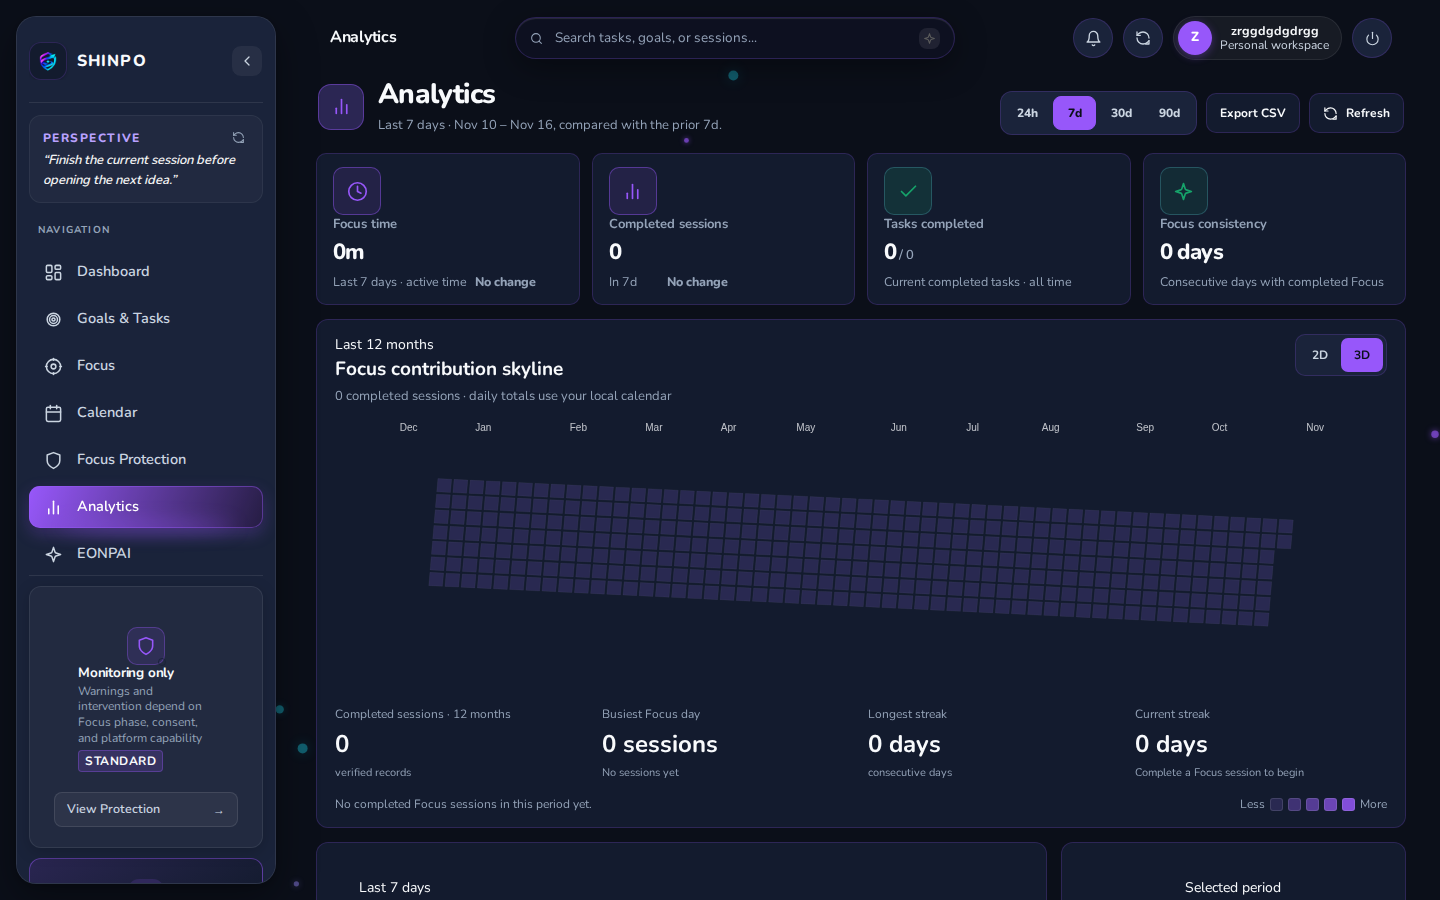 SHINPO
PERSPECTIVE
“Finish the current session before
opening the next idea.”
NAVIGATION
Dashboard
Goals & Tasks
Focus
Calendar
Focus Protection
Analytics
EONPAI
Monitoring only
Warnings and
intervention depend on
Focus phase, consent,
and platform capability
STANDARD
View Protection →
Analytics
Search tasks, goals, or sessions...
Z
zrggdgdgdrgg
Personal workspace
Analytics
Last 7 days · Nov 10 – Nov 16, compared with the prior 7d.
24h 7d 30d 90d
Export CSV
Refresh
Focus time
0m
Last 7 days · active time No change
Completed sessions
0
In 7d No change
Tasks completed
0 / 0
Current completed tasks · all time
Focus consistency
0 days
Consecutive days with completed Focus
Last 12 months
Focus contribution skyline
0 completed sessions · daily totals use your local calendar
2D 3D
Dec Jan Feb Mar Apr May Jun Jul Aug Sep Oct Nov
Completed sessions · 12 months
0
verified records
Busiest Focus day
0 sessions
No sessions yet
Longest streak
0 days
consecutive days
Current streak
0 days
Complete a Focus session to begin
No completed Focus sessions in this period yet.
Less More
Last 7 days
Selected period